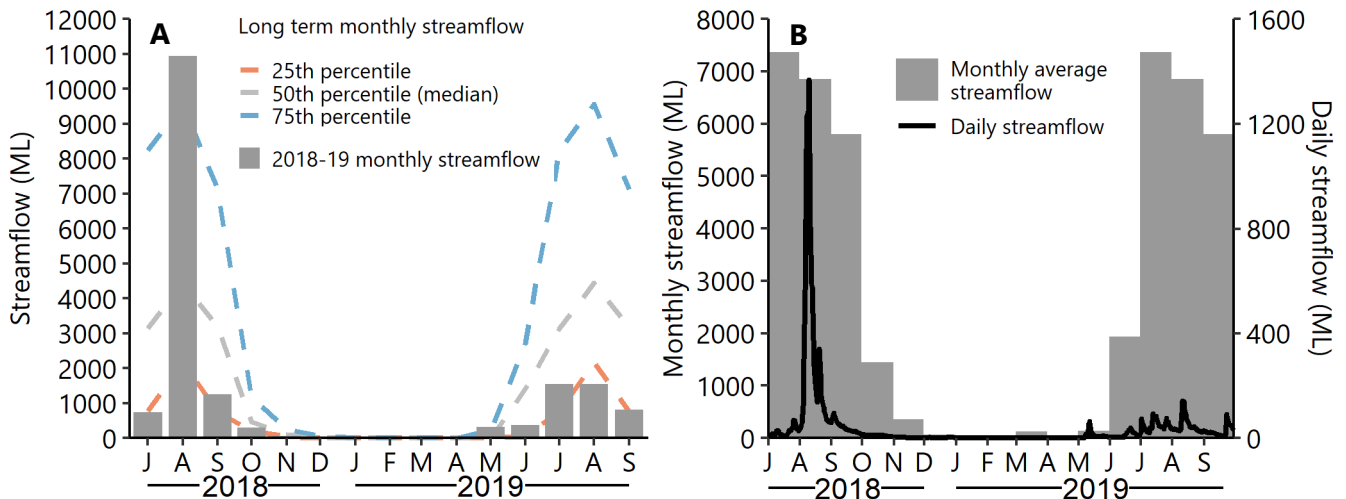 A
Long term monthly streamflow
25th percentile
50th percentile (median)
75th percentile
2018-19 monthly streamflow
Streamflow (ML)
12000
11000
10000
9000
8000
7000
6000
5000
4000
3000
2000
1000
0
J A S O N D J F M A M J J A S
2018 2019
B
Monthly average
streamflow
Daily streamflow
Monthly streamflow (ML)
8000
7000
6000
5000
4000
3000
2000
1000
0
Daily streamflow (ML)
1600
1200
800
400
0
J A S O N D J F M A M J J A S
2018 2019